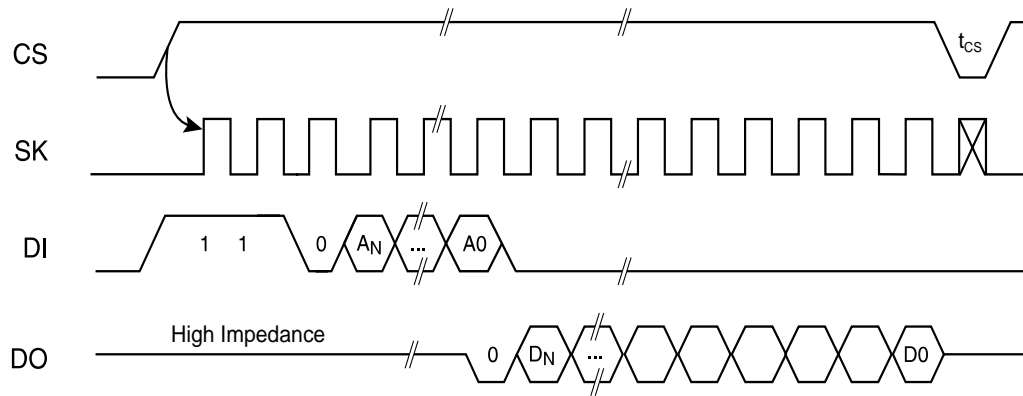 CS
t_CS
SK
DI
1 1 0 A_N ... A0
High Impedance
DO
0 D_N ... D0